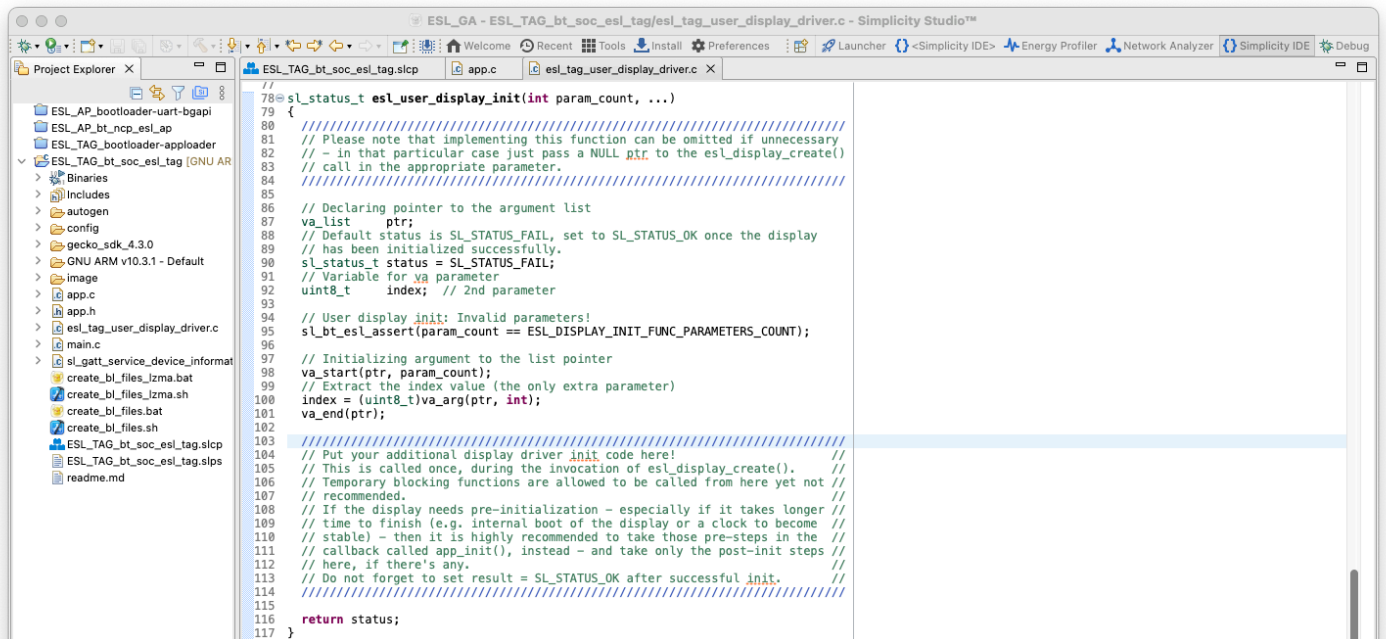 ESL_GA - ESL_TAG_bt_soc_esl_tag/esl_tag_user_display_driver.c - Simplicity Studio™
Welcome Recent Tools Install Preferences Launcher {} <Simplicity IDE> Energy Profiler Network Analyzer {} Simplicity IDE Debug
Project Explorer
ESL_TAG_bt_soc_esl_tag.slcp app.c esl_tag_user_display_driver.c
ESL_AP_bootloader-uart-bgapi
ESL_AP_bt_ncp_esl_ap
ESL_TAG_bootloader-apploader
ESL_TAG_bt_soc_esl_tag [GNU AR
Binaries
Includes
autogen
config
gecko_sdk_4.3.0
GNU ARM v10.3.1 - Default
image
app.c
app.h
esl_tag_user_display_driver.c
main.c
sl_gatt_service_device_informat
create_bl_files_lzma.bat
create_bl_files_lzma.sh
create_bl_files.bat
create_bl_files.sh
ESL_TAG_bt_soc_esl_tag.slcp
ESL_TAG_bt_soc_esl_tag.slps
readme.md
77 //
78 sl_status_t esl_user_display_init(int param_count, ...)
79 {
80 //////////////////////////////////////////////////////////////////////////////
81 // Please note that implementing this function can be omitted if unnecessary
82 // - in that particular case just pass a NULL ptr to the esl_display_create()
83 // call in the appropriate parameter.
84 //////////////////////////////////////////////////////////////////////////////
85
86 // Declaring pointer to the argument list
87 va_list ptr;
88 // Default status is SL_STATUS_FAIL, set to SL_STATUS_OK once the display
89 // has been initialized successfully.
90 sl_status_t status = SL_STATUS_FAIL;
91 // Variable for va parameter
92 uint8_t index; // 2nd parameter
93
94 // User display init: Invalid parameters!
95 sl_bt_esl_assert(param_count == ESL_DISPLAY_INIT_FUNC_PARAMETERS_COUNT);
96
97 // Initializing argument to the list pointer
98 va_start(ptr, param_count);
99 // Extract the index value (the only extra parameter)
100 index = (uint8_t)va_arg(ptr, int);
101 va_end(ptr);
102
103 //////////////////////////////////////////////////////////////////////////////
104 // Put your additional display driver init code here! //
105 // This is called once, during the invocation of esl_display_create(). //
106 // Temporary blocking functions are allowed to be called from here yet not //
107 // recommended. //
108 // If the display needs pre-initialization - especially if it takes longer //
109 // time to finish (e.g. internal boot of the display or a clock to become //
110 // stable) - then it is highly recommended to take those pre-steps in the //
111 // callback called app_init(), instead - and take only the post-init steps //
112 // here, if there's any. //
113 // Do not forget to set result = SL_STATUS_OK after successful init. //
114 //////////////////////////////////////////////////////////////////////////////
115
116 return status;
117 }